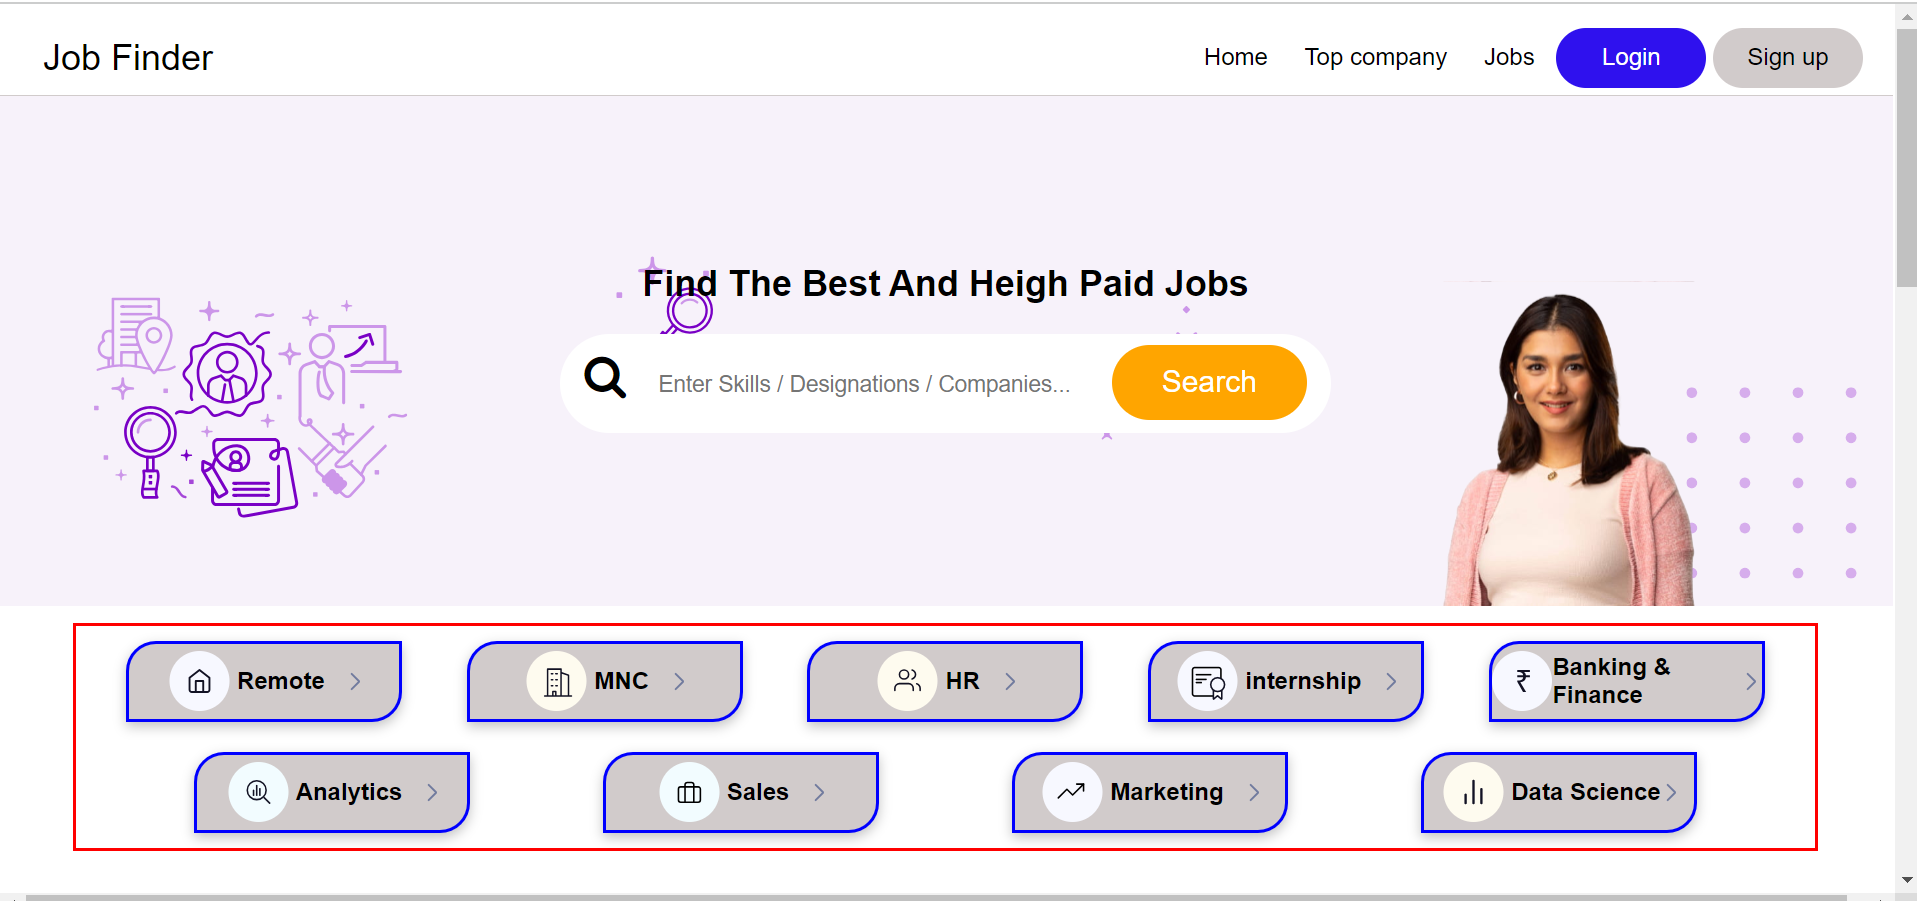 Job Finder
Home Top company Jobs Login Sign up
Find The Best And Heigh Paid Jobs
Enter Skills / Designations / Companies... Search
Remote MNC HR internship Banking &
Finance
Analytics Sales Marketing Data Science